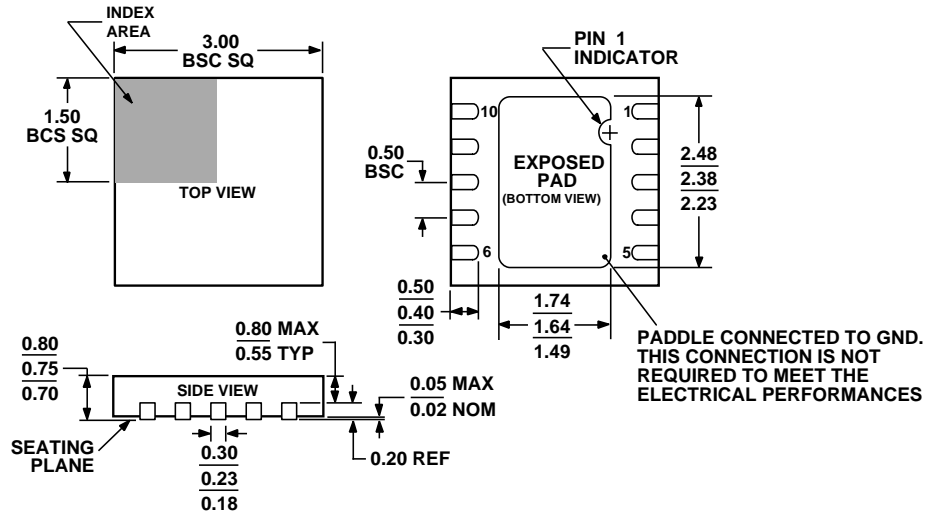 INDEX
AREA
3.00
BSC SQ
1.50
BCS SQ
TOP VIEW
PIN 1
INDICATOR
10
1
0.50
BSC
EXPOSED
PAD
(BOTTOM VIEW)
2.48
2.38
2.23
6
5
0.50
0.40
0.30
1.74
1.64
1.49
PADDLE CONNECTED TO GND.
THIS CONNECTION IS NOT
REQUIRED TO MEET THE
ELECTRICAL PERFORMANCES
0.80
0.75
0.70
0.80 MAX
0.55 TYP
SIDE VIEW
0.05 MAX
0.02 NOM
SEATING
PLANE
0.30
0.23
0.18
0.20 REF